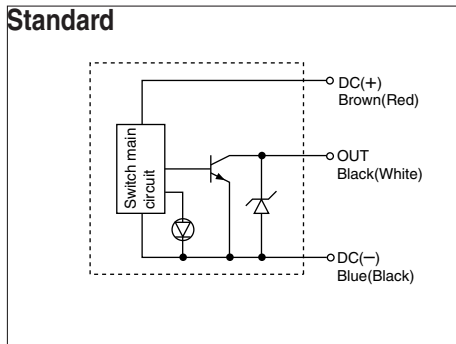 Standard
DC(+)
Brown(Red)
Switch main
circuit
OUT
Black(White)
DC(−)
Blue(Black)